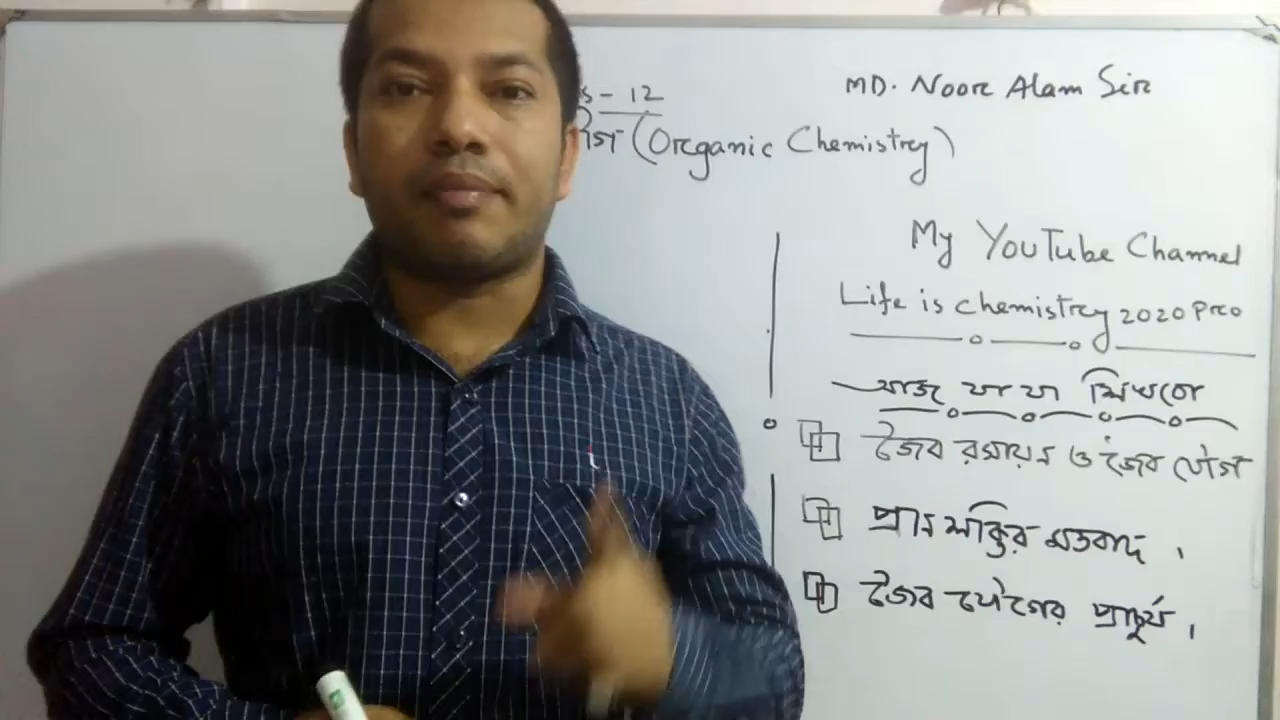 s - 12
MD. Noor Alam Sir
(Organic Chemistry)
My YouTube Channel
Life is chemistry 2020 Pro
আজ যা যা শিখবো
জৈব রসায়ন ও জৈব যৌগ
প্রাণ শক্তির মতবাদ ।
জৈব যৌগের প্রাচুর্য ।